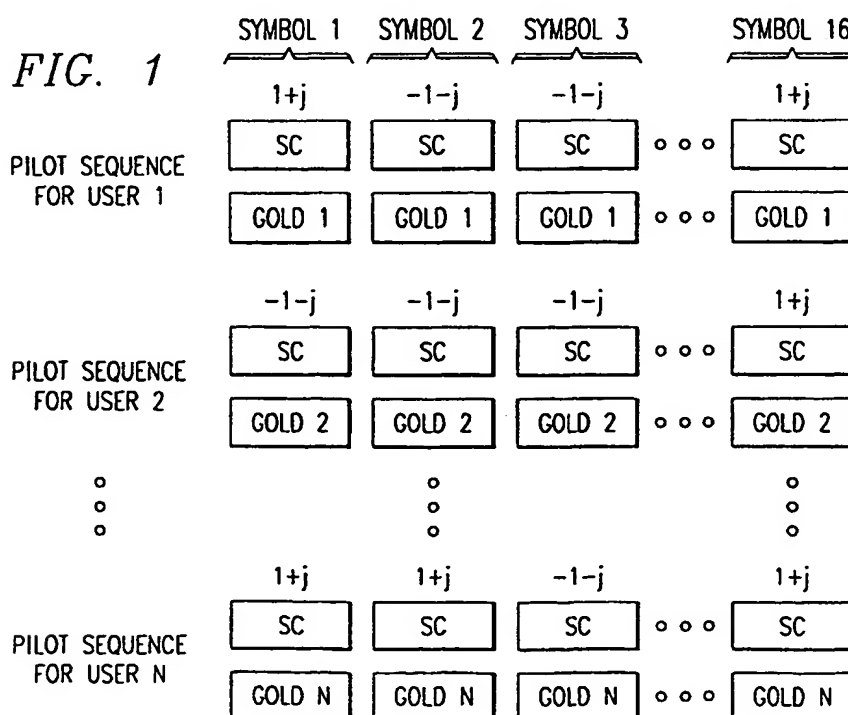 FIG. 1
SYMBOL 1 SYMBOL 2 SYMBOL 3 SYMBOL 16
1+j -1-j -1-j 1+j
PILOT SEQUENCE
FOR USER 1
SC SC SC SC
GOLD 1 GOLD 1 GOLD 1 GOLD 1
-1-j -1-j -1-j 1+j
PILOT SEQUENCE
FOR USER 2
SC SC SC SC
GOLD 2 GOLD 2 GOLD 2 GOLD 2
1+j 1+j -1-j 1+j
PILOT SEQUENCE
FOR USER N
SC SC SC SC
GOLD N GOLD N GOLD N GOLD N